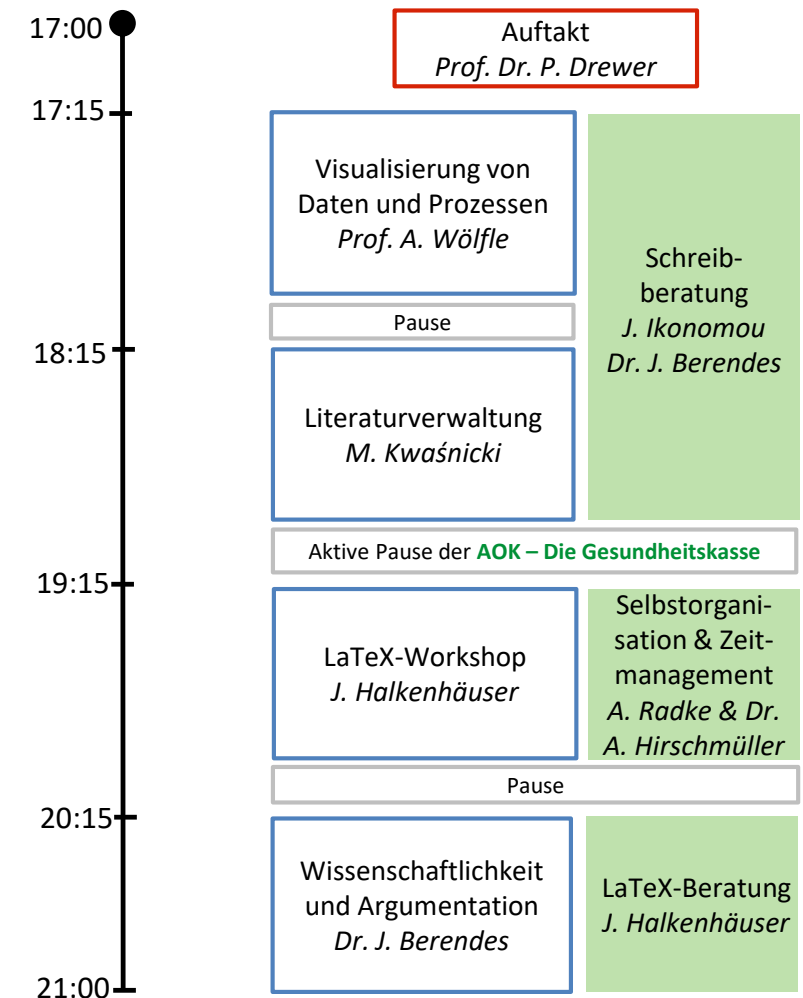 17:00
Auftakt
Prof. Dr. P. Drewer
17:15
Visualisierung von
Daten und Prozessen
Prof. A. Wölfle
Schreib-
beratung
J. Ikonomou
Dr. J. Berendes
Pause
18:15
Literaturverwaltung
M. Kwaśnicki
Aktive Pause der AOK – Die Gesundheitskasse
19:15
LaTeX-Workshop
J. Halkenhäuser
Selbstorgani-
sation & Zeit-
management
A. Radke & Dr.
A. Hirschmüller
Pause
20:15
Wissenschaftlichkeit
und Argumentation
Dr. J. Berendes
LaTeX-Beratung
J. Halkenhäuser
21:00